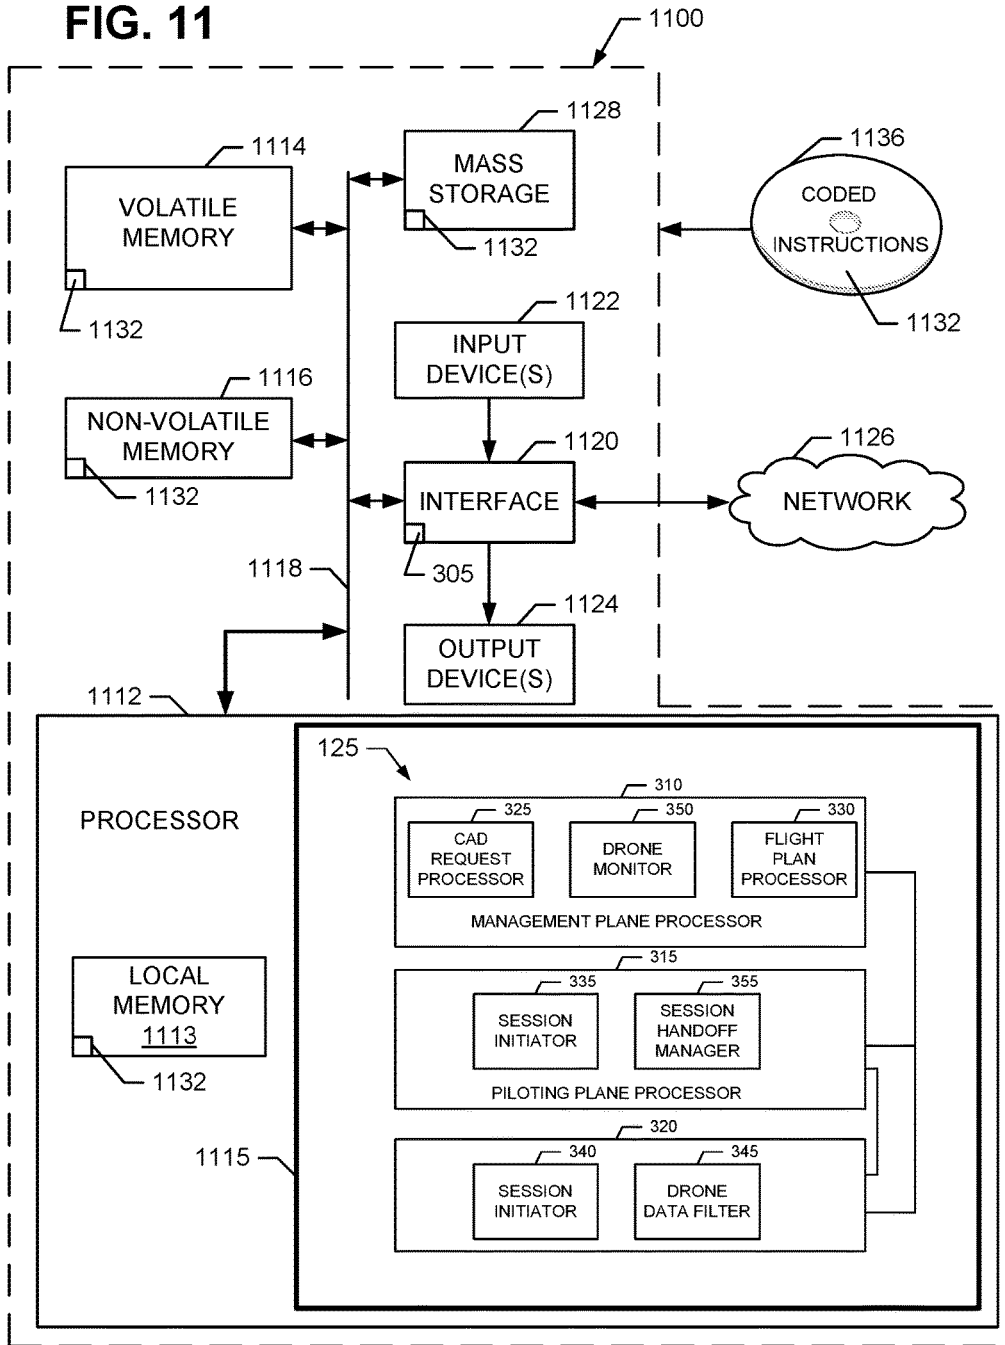 FIG. 11
1100
1128
MASS
STORAGE
1132
1114
VOLATILE
MEMORY
1132
1136
CODED
INSTRUCTIONS
1132
1122
INPUT
DEVICE(S)
1116
NON-VOLATILE
MEMORY
1132
1120
INTERFACE
305
1126
NETWORK
1118
1124
OUTPUT
DEVICE(S)
1112
PROCESSOR
125
310
325
CAD
REQUEST
PROCESSOR
350
DRONE
MONITOR
330
FLIGHT
PLAN
PROCESSOR
MANAGEMENT PLANE PROCESSOR
315
335
SESSION
INITIATOR
355
SESSION
HANDOFF
MANAGER
PILOTING PLANE PROCESSOR
LOCAL
MEMORY
1113
1132
1115
320
340
SESSION
INITIATOR
345
DRONE
DATA FILTER